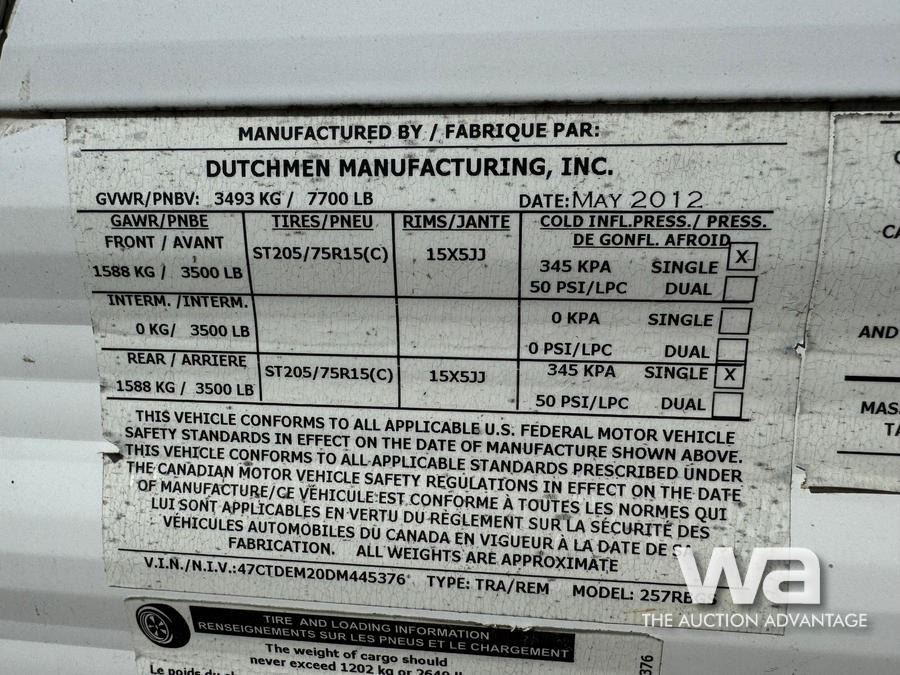 MANUFACTURED BY / FABRIQUE PAR:
DUTCHMEN MANUFACTURING, INC.
GVWR/PNBV: 3493 KG / 7700 LB DATE: MAY 2012
GAWR/PNBE TIRES/PNEU RIMS/JANTE COLD INFL.PRESS./ PRESS.
FRONT / AVANT DE GONFL. AFROID
1588 KG / 3500 LB ST205/75R15(C) 15X5JJ 345 KPA SINGLE X
50 PSI/LPC DUAL
INTERM. /INTERM. 0 KPA SINGLE
0 KG/ 3500 LB 0 PSI/LPC DUAL
REAR / ARRIERE 345 KPA SINGLE X
1588 KG / 3500 LB ST205/75R15(C) 15X5JJ 50 PSI/LPC DUAL
THIS VEHICLE CONFORMS TO ALL APPLICABLE U.S. FEDERAL MOTOR VEHICLE
SAFETY STANDARDS IN EFFECT ON THE DATE OF MANUFACTURE SHOWN ABOVE.
THIS VEHICLE CONFORMS TO ALL APPLICABLE STANDARDS PRESCRIBED UNDER
THE CANADIAN MOTOR VEHICLE SAFETY REGULATIONS IN EFFECT ON THE DATE
OF MANUFACTURE/CE VÉHICULE EST CONFORME À TOUTES LES NORMES QUI
LUI SONT APPLICABLES EN VERTU DU RÈGLEMENT SUR LA SÉCURITÉ DES
VÉHICULES AUTOMOBILES DU CANADA EN VIGUEUR À LA DATE DE SA
FABRICATION. ALL WEIGHTS ARE APPROXIMATE
V.I.N./N.I.V.:47CTDEM20DM445376 TYPE: TRA/REM MODEL:
TIRE AND LOADING INFORMATION
RENSEIGNEMENTS SUR LES PNEUS ET LE CHARGEMENT
The weight of cargo should
never exceed 1202 kg or
Le poids du
376
AND
wa
THE AUCTION ADVANTAGE